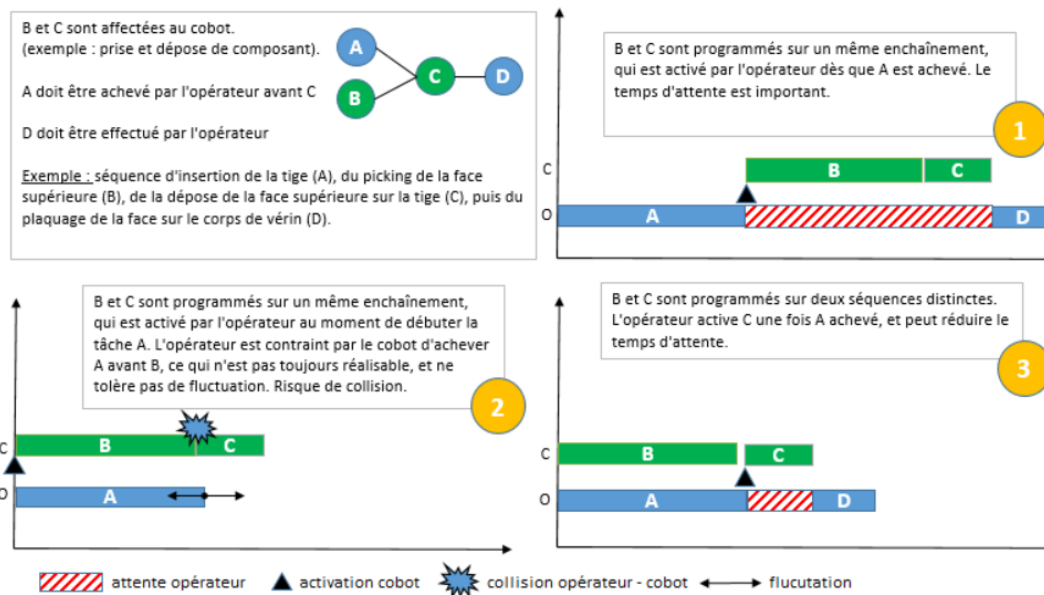 B et C sont affectées au cobot.
(exemple : prise et dépose de composant).
A doit être achevé par l'opérateur avant C
D doit être effectué par l'opérateur
Exemple : séquence d'insertion de la tige (A), du picking de la face
supérieure (B), de la dépose de la face supérieure sur la tige (C), puis du
plaquage de la face sur le corps de vérin (D).
A
B
C
D
B et C sont programmés sur un même enchaînement,
qui est activé par l'opérateur dès que A est achevé. Le
temps d'attente est important.
1
C
B
C
O
A
D
B et C sont programmés sur un même enchaînement,
qui est activé par l'opérateur au moment de débuter la
tâche A. L'opérateur est contraint par le cobot d'achever
A avant B, ce qui n'est pas toujours réalisable, et ne
tolère pas de fluctuation. Risque de collision.
2
C
B
C
O
A
B et C sont programmés sur deux séquences distinctes.
L'opérateur active C une fois A achevé, et peut réduire le
temps d'attente.
3
C
B
C
O
A
D
attente opérateur
activation cobot
collision opérateur - cobot
flucutation